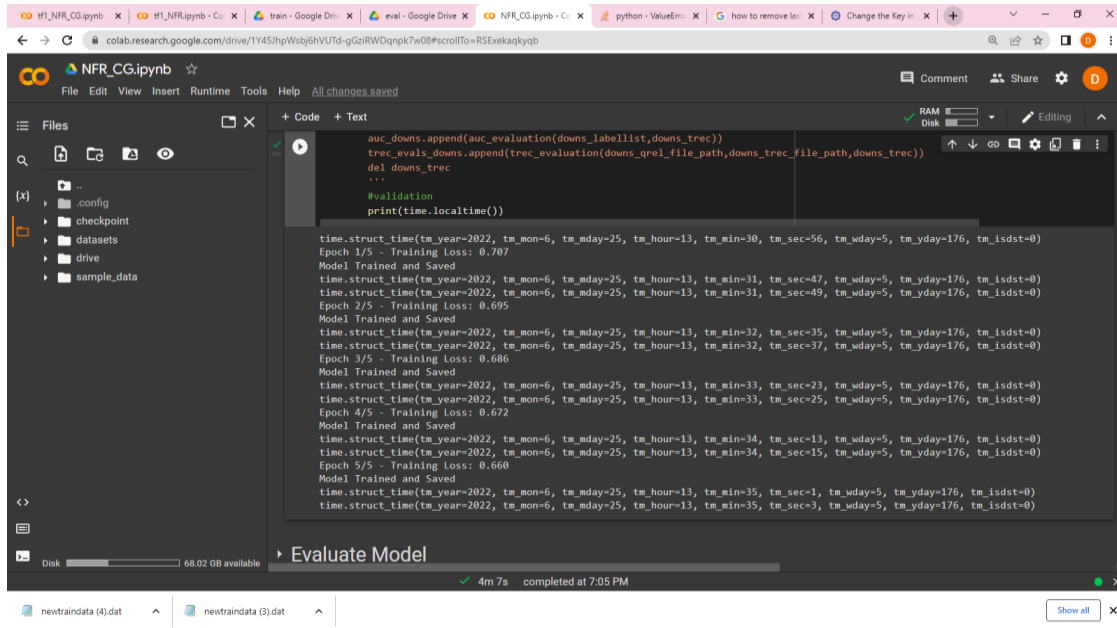 tf1_NFR_CG.ipynb - tf1_NFR.ipynb - Co train - Google Driv eval - Google Drive NFR_CG.ipynb - Co python - ValueErro how to remove las Change the Key in
colab.research.google.com/drive/1Y45JhpWsbj6hVUTd-gGziRWDqnpk7w08#scrollTo=RSExekaqkyqb D
NFR_CG.ipynb
Comment Share D
File Edit View Insert Runtime Tools Help All changes saved
Files + Code + Text RAM Disk Editing
auc_downs.append(auc_evaluation(downs_labellist,downs_trec))
trec_evals_downs.append(trec_evaluation(downs_qrel_file_path,downs_trec_file_path,downs_trec))
del downs_trec
'''
#validation
print(time.localtime())
{x}
..
.config
checkpoint
datasets
drive
sample_data
time.struct_time(tm_year=2022, tm_mon=6, tm_mday=25, tm_hour=13, tm_min=30, tm_sec=56, tm_wday=5, tm_yday=176, tm_isdst=0)
Epoch 1/5 - Training Loss: 0.707
Model Trained and Saved
time.struct_time(tm_year=2022, tm_mon=6, tm_mday=25, tm_hour=13, tm_min=31, tm_sec=47, tm_wday=5, tm_yday=176, tm_isdst=0)
time.struct_time(tm_year=2022, tm_mon=6, tm_mday=25, tm_hour=13, tm_min=31, tm_sec=49, tm_wday=5, tm_yday=176, tm_isdst=0)
Epoch 2/5 - Training Loss: 0.695
Model Trained and Saved
time.struct_time(tm_year=2022, tm_mon=6, tm_mday=25, tm_hour=13, tm_min=32, tm_sec=35, tm_wday=5, tm_yday=176, tm_isdst=0)
time.struct_time(tm_year=2022, tm_mon=6, tm_mday=25, tm_hour=13, tm_min=32, tm_sec=37, tm_wday=5, tm_yday=176, tm_isdst=0)
Epoch 3/5 - Training Loss: 0.686
Model Trained and Saved
time.struct_time(tm_year=2022, tm_mon=6, tm_mday=25, tm_hour=13, tm_min=33, tm_sec=23, tm_wday=5, tm_yday=176, tm_isdst=0)
time.struct_time(tm_year=2022, tm_mon=6, tm_mday=25, tm_hour=13, tm_min=33, tm_sec=25, tm_wday=5, tm_yday=176, tm_isdst=0)
Epoch 4/5 - Training Loss: 0.672
Model Trained and Saved
time.struct_time(tm_year=2022, tm_mon=6, tm_mday=25, tm_hour=13, tm_min=34, tm_sec=13, tm_wday=5, tm_yday=176, tm_isdst=0)
time.struct_time(tm_year=2022, tm_mon=6, tm_mday=25, tm_hour=13, tm_min=34, tm_sec=15, tm_wday=5, tm_yday=176, tm_isdst=0)
Epoch 5/5 - Training Loss: 0.660
Model Trained and Saved
time.struct_time(tm_year=2022, tm_mon=6, tm_mday=25, tm_hour=13, tm_min=35, tm_sec=1, tm_wday=5, tm_yday=176, tm_isdst=0)
time.struct_time(tm_year=2022, tm_mon=6, tm_mday=25, tm_hour=13, tm_min=35, tm_sec=3, tm_wday=5, tm_yday=176, tm_isdst=0)
Evaluate Model
Disk 68.02 GB available
4m 7s completed at 7:05 PM
newtraindata (4).dat newtraindata (3).dat Show all